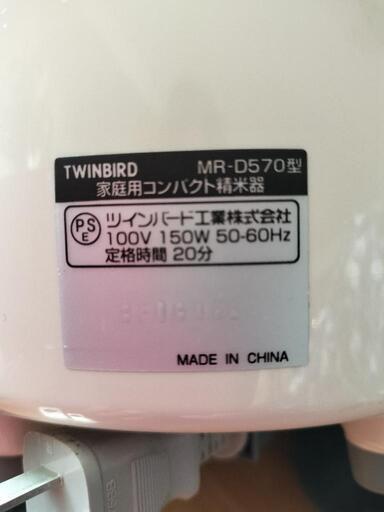 TWINBIRD MR-D570型
家庭用コンパクト精米器
PSE ツインバード工業株式会社
100V 150W 50-60Hz
定格時間 20分
MADE IN CHINA